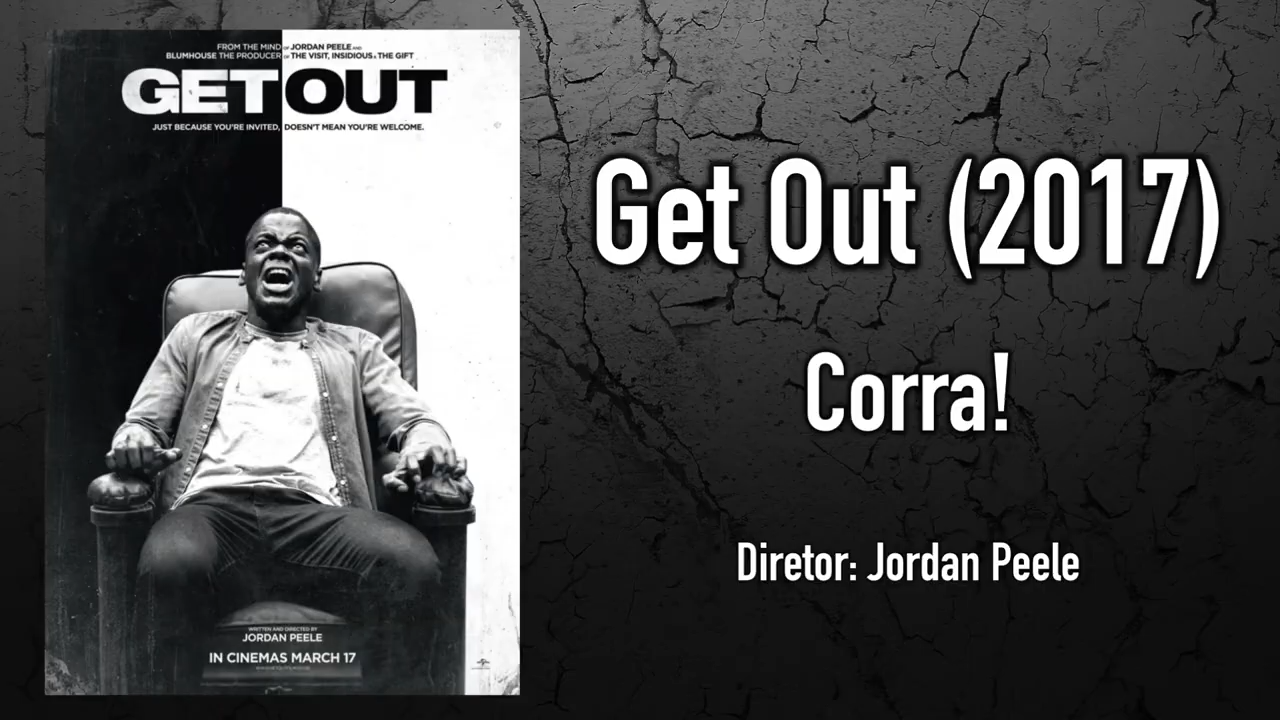 FROM THE MIND OF JORDAN PEELE AND
BLUMHOUSE THE PRODUCER OF THE VISIT, INSIDIOUS & THE GIFT
GET OUT
JUST BECAUSE YOU'RE INVITED, DOESN'T MEAN YOU'RE WELCOME.
WRITTEN AND DIRECTED BY
JORDAN PEELE
IN CINEMAS MARCH 17
Get Out (2017)
Corra!
Diretor: Jordan Peele